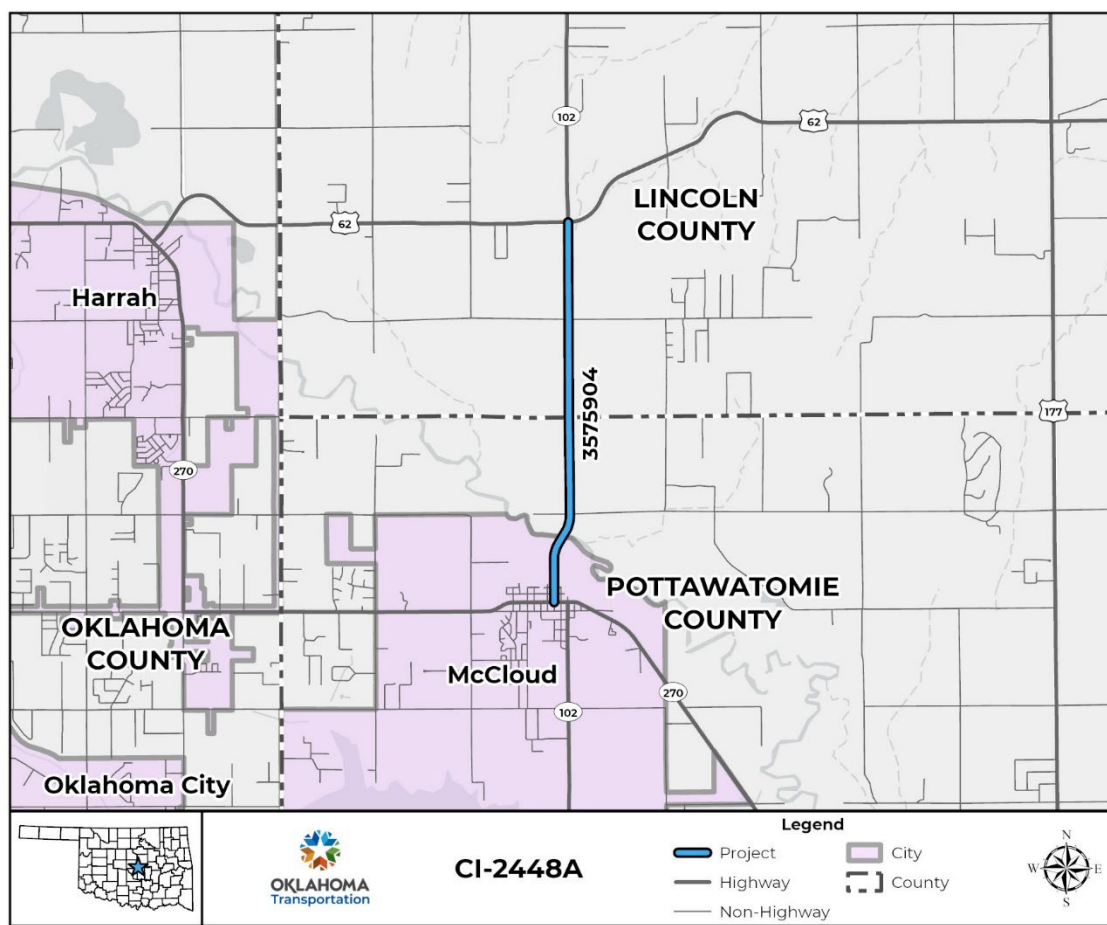 102
62
LINCOLN
COUNTY
62
Harrah
3575904
177
270
POTTAWATOMIE
COUNTY
OKLAHOMA
COUNTY
McCloud
270
102
Oklahoma City
OKLAHOMA
Transportation
CI-2448A
Legend
Project
City
Highway
County
Non-Highway
N
W E
S